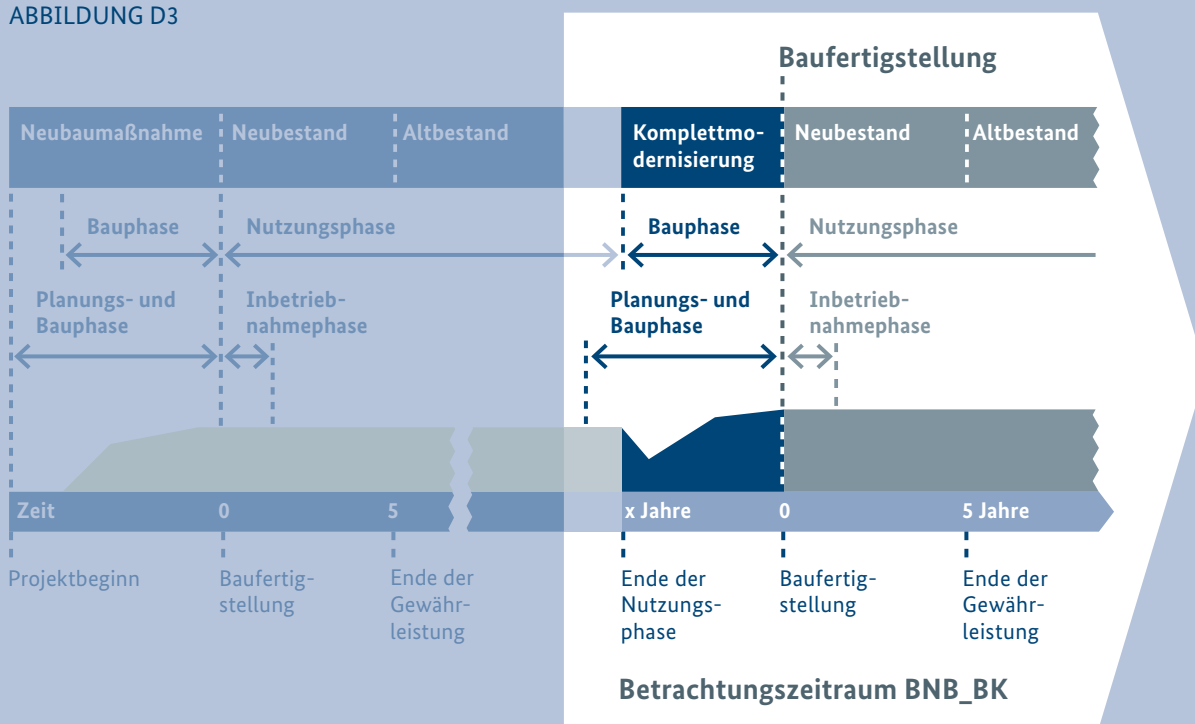 ABBILDUNG D3
Baufertigstellung
Neubaumaßnahme
Neubestand
Altbestand
Komplettmo-
dernisierung
Neubestand
Altbestand
Bauphase
Nutzungsphase
Bauphase
Nutzungsphase
Planungs- und
Bauphase
Inbetrieb-
nahmephase
Planungs- und
Bauphase
Inbetrieb-
nahmephase
Zeit
0
5
x Jahre
0
5 Jahre
Projektbeginn
Baufertig-
stellung
Ende der
Gewähr-
leistung
Ende der
Nutzungs-
phase
Baufertig-
stellung
Ende der
Gewähr-
leistung
Betrachtungszeitraum BNB_BK